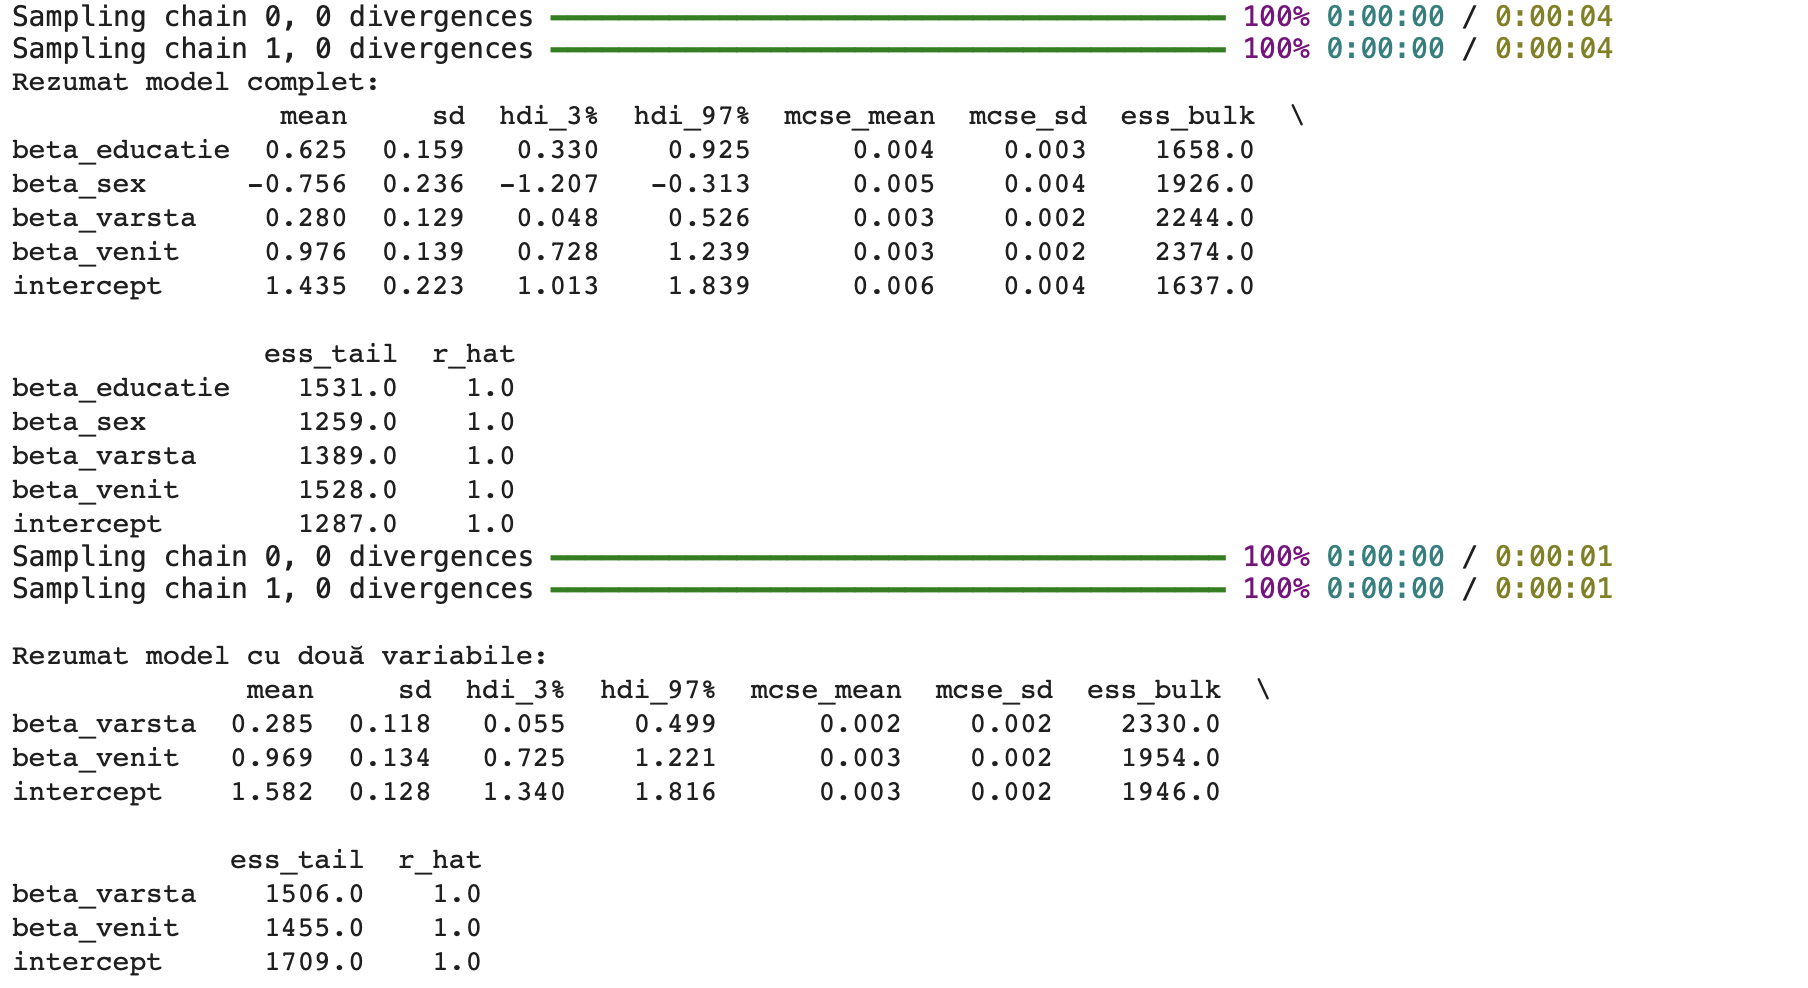 Sampling chain 0, 0 divergences 100% 0:00:00 / 0:00:04
Sampling chain 1, 0 divergences 100% 0:00:00 / 0:00:04
Rezumat model complet:
                mean     sd  hdi_3%  hdi_97%  mcse_mean  mcse_sd  ess_bulk  \
beta_educatie  0.625  0.159   0.330    0.925      0.004    0.003    1658.0
beta_sex      -0.756  0.236  -1.207   -0.313      0.005    0.004    1926.0
beta_varsta    0.280  0.129   0.048    0.526      0.003    0.002    2244.0
beta_venit     0.976  0.139   0.728    1.239      0.003    0.002    2374.0
intercept      1.435  0.223   1.013    1.839      0.006    0.004    1637.0
               ess_tail  r_hat
beta_educatie    1531.0    1.0
beta_sex         1259.0    1.0
beta_varsta      1389.0    1.0
beta_venit       1528.0    1.0
intercept        1287.0    1.0
Sampling chain 0, 0 divergences 100% 0:00:00 / 0:00:01
Sampling chain 1, 0 divergences 100% 0:00:00 / 0:00:01
Rezumat model cu două variabile:
              mean     sd  hdi_3%  hdi_97%  mcse_mean  mcse_sd  ess_bulk  \
beta_varsta  0.285  0.118   0.055    0.499      0.002    0.002    2330.0
beta_venit   0.969  0.134   0.725    1.221      0.003    0.002    1954.0
intercept    1.582  0.128   1.340    1.816      0.003    0.002    1946.0
             ess_tail  r_hat
beta_varsta    1506.0    1.0
beta_venit     1455.0    1.0
intercept      1709.0    1.0